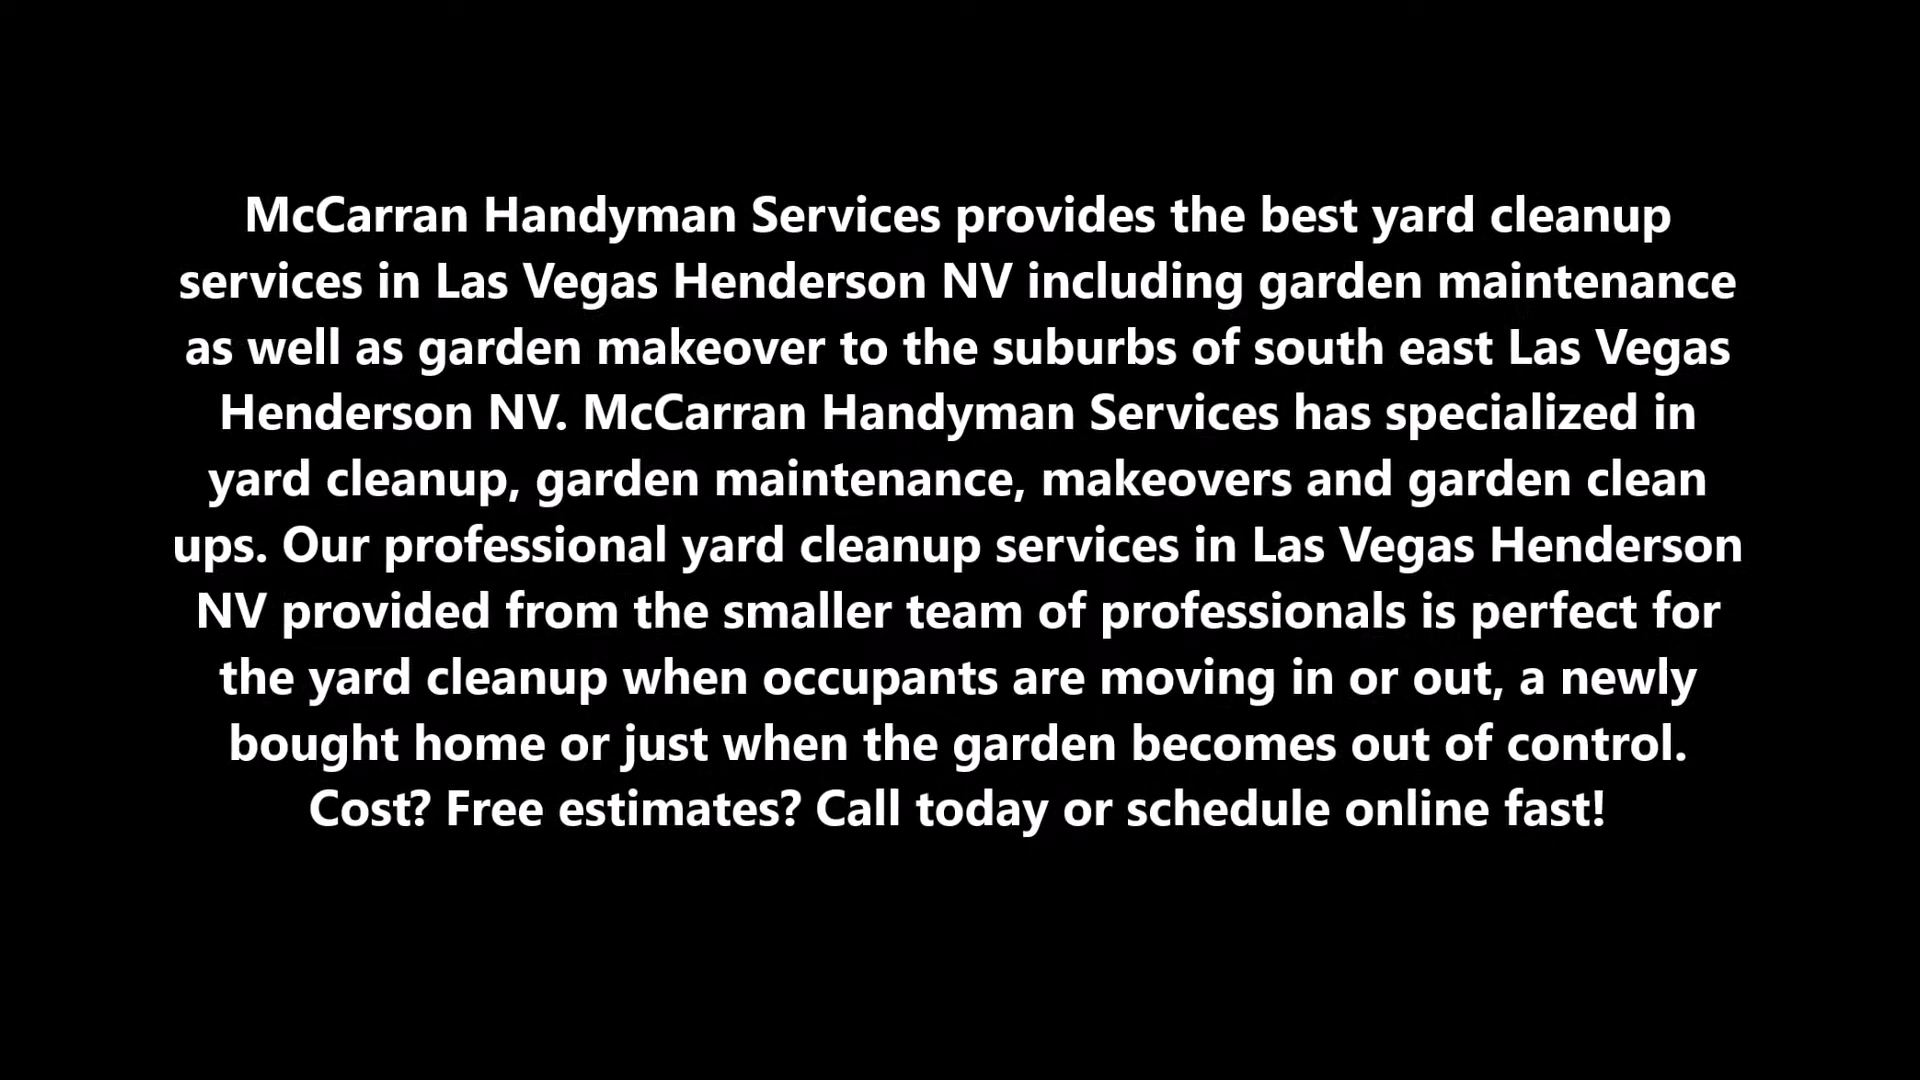 McCarran Handyman Services provides the best yard cleanup
services in Las Vegas Henderson NV including garden maintenance
as well as garden makeover to the suburbs of south east Las Vegas
Henderson NV. McCarran Handyman Services has specialized in
yard cleanup, garden maintenance, makeovers and garden clean
ups. Our professional yard cleanup services in Las Vegas Henderson
NV provided from the smaller team of professionals is perfect for
the yard cleanup when occupants are moving in or out, a newly
bought home or just when the garden becomes out of control.
Cost? Free estimates? Call today or schedule online fast!